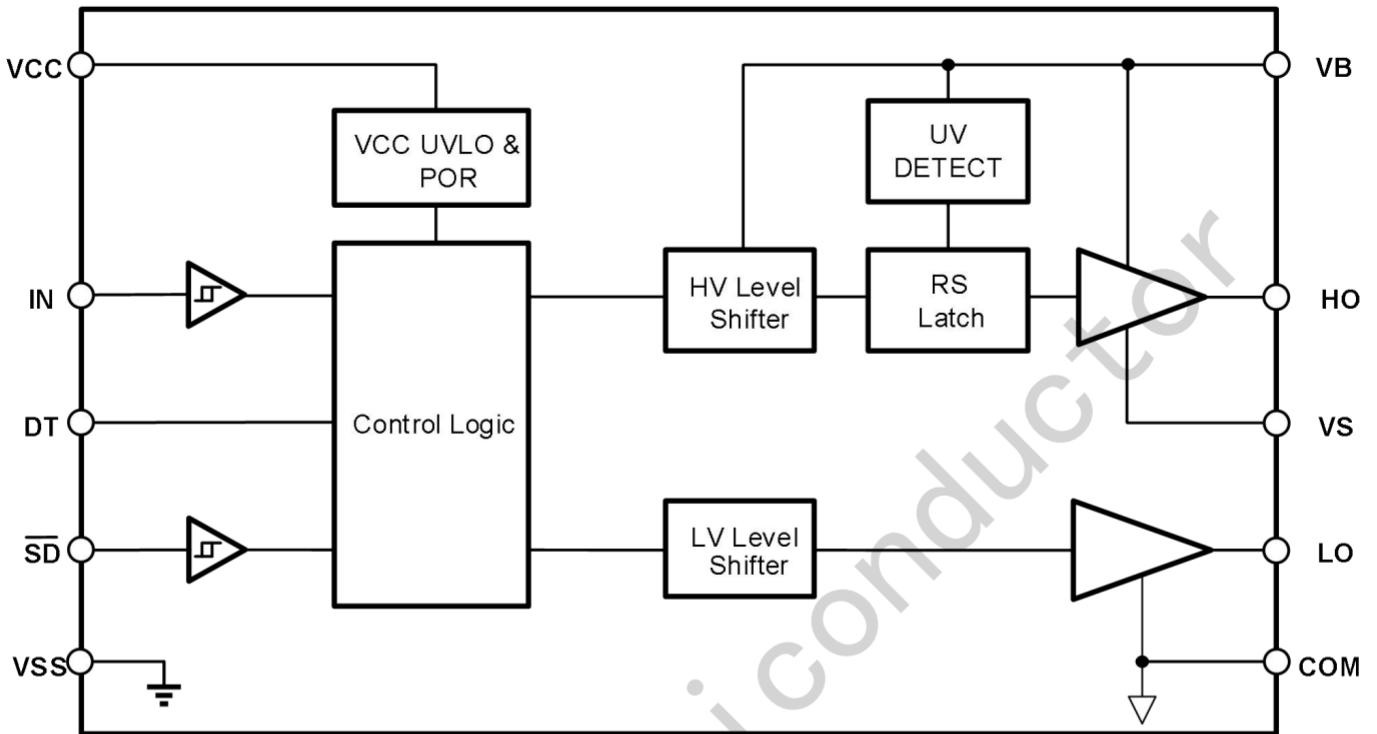 VCC
VB
VCC UVLO &
POR
UV
DETECT
IN
HV Level
Shifter
RS
Latch
HO
DT
Control Logic
VS
SD
LV Level
Shifter
LO
VSS
COM
iconductor